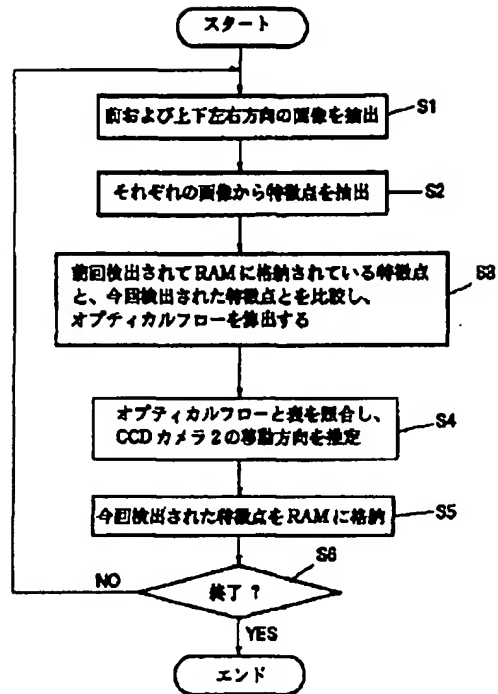 スタート
前および上下左右方向の画像を抽出
S1
それぞれの画像から特徴点を抽出
S2
前回検出されてRAMに格納されている特徴点
と、今回検出された特徴点とを比較し、
オプティカルフローを算出する
S3
オプティカルフローと表を照合し、
CCDカメラ2の移動方向を推定
S4
今回検出された特徴点をRAMに格納
S5
S6
終了 ?
NO
YES
エンド